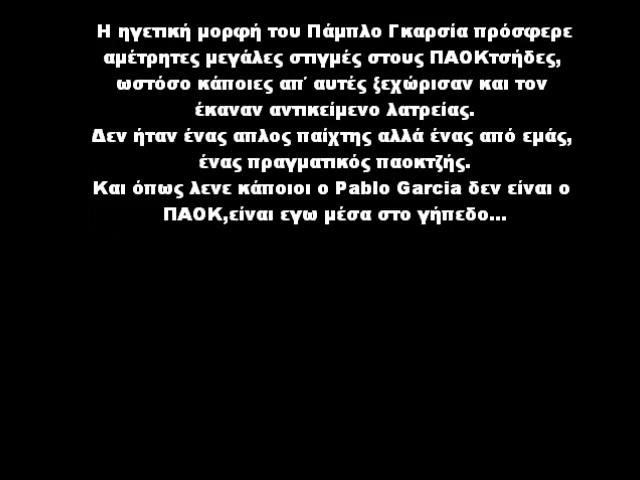 Η ηγετική μορφή του Πάμπλο Γκαρσία πρόσφερε
αμέτρητες μεγάλες στιγμές στους ΠΑΟΚτσήδες,
ωστόσο κάποιες απ΄ αυτές ξεχώρισαν και τον
έκαναν αντικείμενο λατρείας.
Δεν ήταν ένας απλος παίχτης αλλά ένας από εμάς,
ένας πραγματικός παοκτζής.
Και όπως λενε κάποιοι ο Pablo Garcia δεν είναι ο
ΠΑΟΚ,είναι εγω μέσα στο γήπεδο...